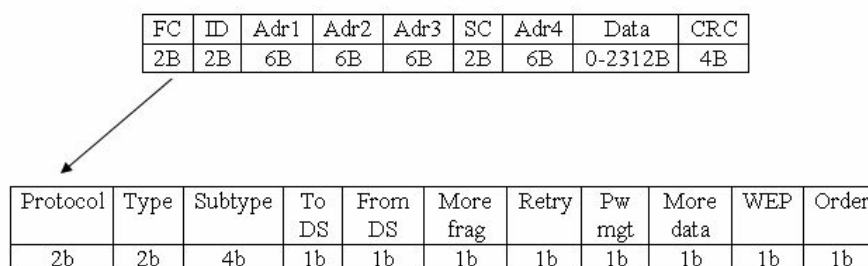 FC ID Adr1 Adr2 Adr3 SC Adr4 Data CRC
2B 2B 6B 6B 6B 2B 6B 0-2312B 4B
Protocol Type Subtype To DS From DS More frag Retry Pw mgt More data WEP Order
2b 2b 4b 1b 1b 1b 1b 1b 1b 1b 1b